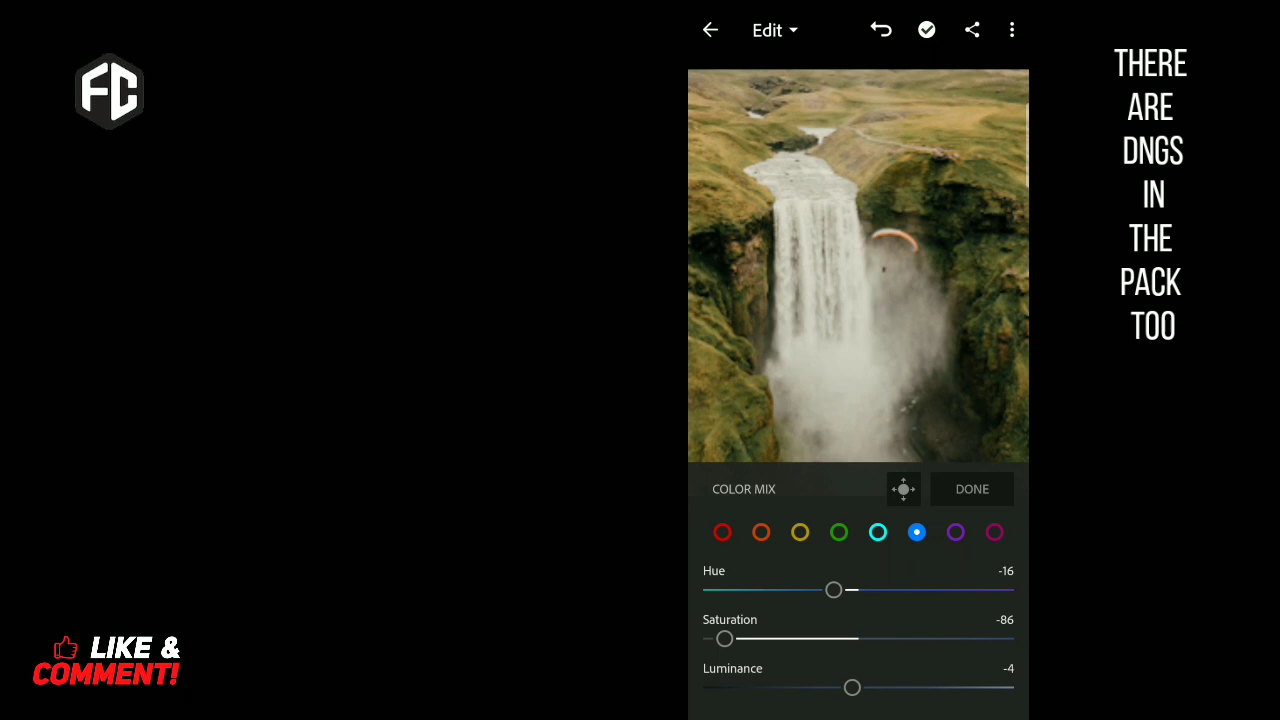 FC
Edit
THERE
ARE
DNGS
IN
THE
PACK
TOO
COLOR MIX
DONE
Hue -16
Saturation -86
Luminance -4
LIKE &
COMMENT!